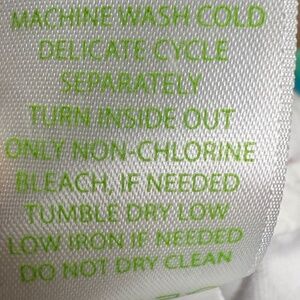 MACHINE WASH COLD
DELICATE CYCLE
SEPARATELY
TURN INSIDE OUT
ONLY NON-CHLORINE
BLEACH, IF NEEDED
TUMBLE DRY LOW
LOW IRON IF NEEDED
DO NOT DRY CLEAN